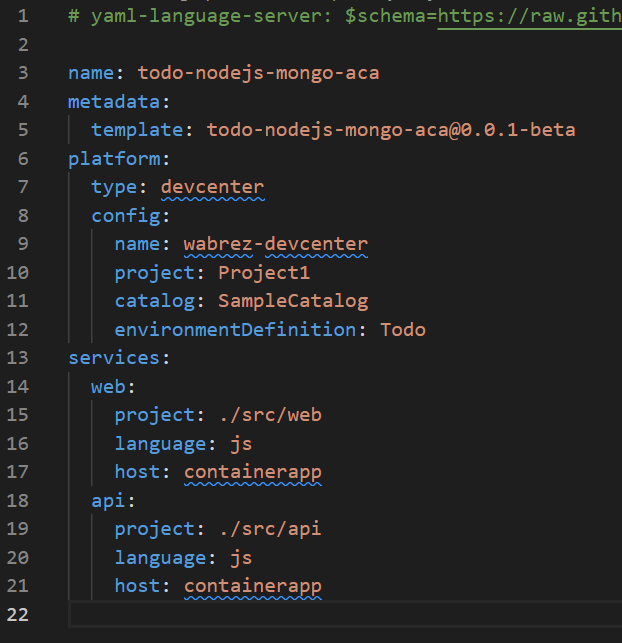 1 # yaml-language-server: $schema=https://raw.gith
2
3 name: todo-nodejs-mongo-aca
4 metadata:
5   template: todo-nodejs-mongo-aca@0.0.1-beta
6 platform:
7   type: devcenter
8   config:
9     name: wabrez-devcenter
10     project: Project1
11     catalog: SampleCatalog
12     environmentDefinition: Todo
13 services:
14   web:
15     project: ./src/web
16     language: js
17     host: containerapp
18   api:
19     project: ./src/api
20     language: js
21     host: containerapp
22